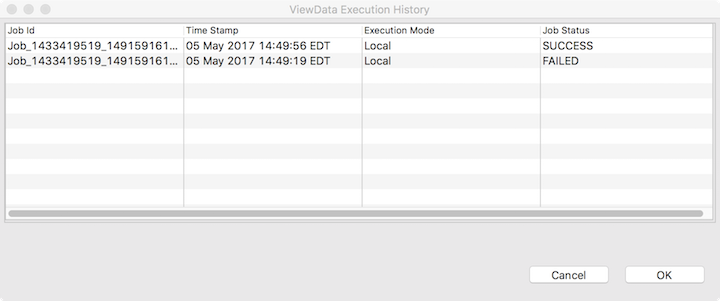 ViewData Execution History
Job Id Time Stamp Execution Mode Job Status
Job_1433419519_149159161... 05 May 2017 14:49:56 EDT Local SUCCESS
Job_1433419519_149159161... 05 May 2017 14:49:19 EDT Local FAILED
Cancel OK